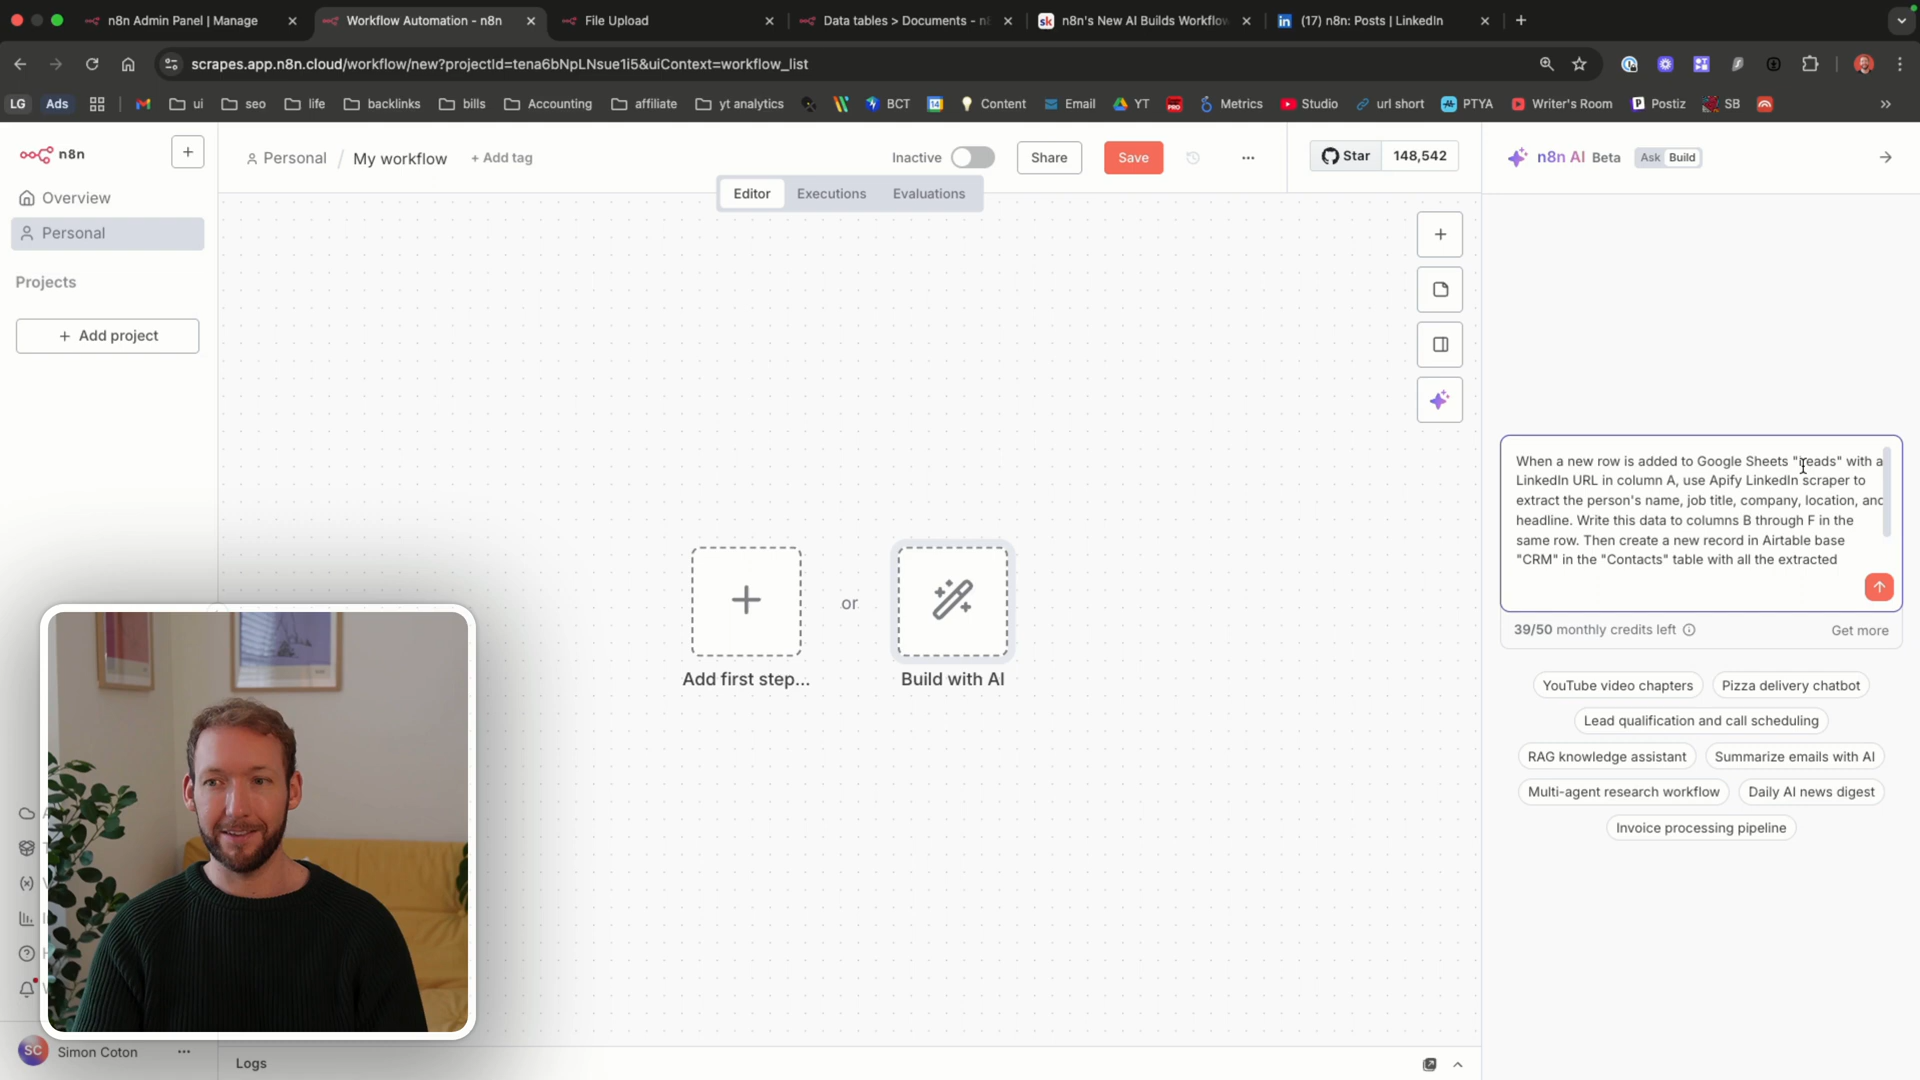 n8n Admin Panel | Manage
Workflow Automation - n8n
File Upload
Data tables > Documents - n
n8n's New AI Builds Workflow
(17) n8n: Posts | LinkedIn
scrapes.app.n8n.cloud/workflow/new?projectId=tena6bNpLNsue1i5&uiContext=workflow_list
LG
Ads
ui
seo
life
backlinks
bills
Accounting
affiliate
yt analytics
BCT
Content
Email
YT
Metrics
Studio
url short
PTYA
Writer's Room
Postiz
SB
n8n
Personal / My workflow + Add tag
Inactive
Share
Save
Star 148,542
n8n AI Beta Ask Build
Overview
Personal
Editor Executions Evaluations
Projects
+ Add project
When a new row is added to Google Sheets "leads" with a
LinkedIn URL in column A, use Apify LinkedIn scraper to
extract the person's name, job title, company, location, and
headline. Write this data to columns B through F in the
same row. Then create a new record in Airtable base
"CRM" in the "Contacts" table with all the extracted
39/50 monthly credits left
Get more
or
Add first step...
Build with AI
YouTube video chapters
Pizza delivery chatbot
Lead qualification and call scheduling
RAG knowledge assistant
Summarize emails with AI
Multi-agent research workflow
Daily AI news digest
Invoice processing pipeline
SC
Simon Coton
Logs